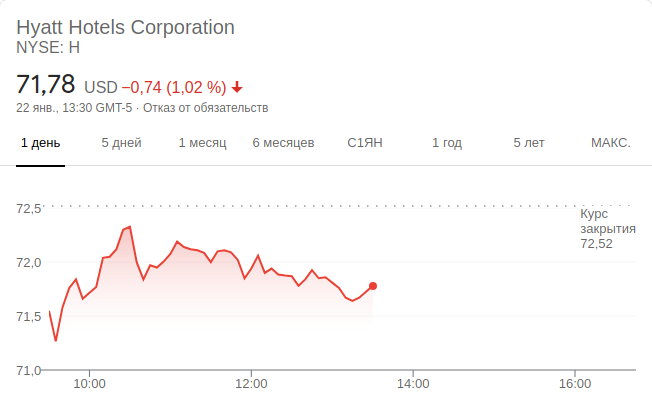 Hyatt Hotels Corporation
NYSE: H
71,78 USD −0,74 (1,02 %)
22 янв., 13:30 GMT-5 · Отказ от обязательств
1 день 5 дней 1 месяц 6 месяцев С1ЯН 1 год 5 лет МАКС.
72,5
Курс
закрытия
72,52
72,0
71,5
71,0
10:00 12:00 14:00 16:00